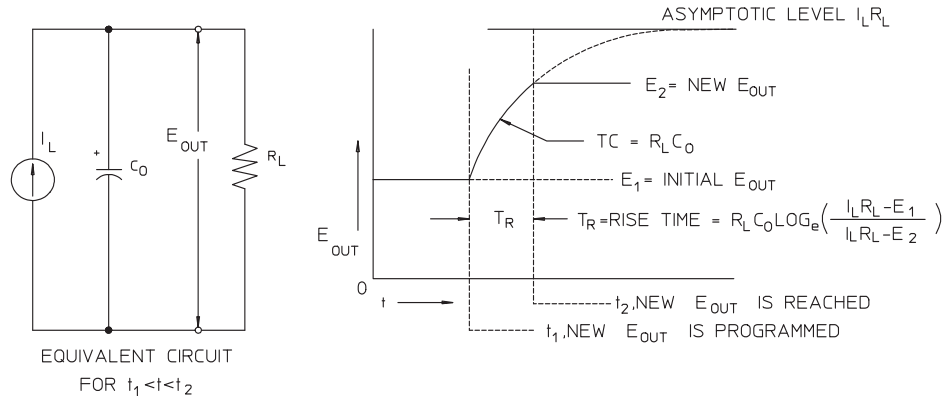 I_L
+
C_O
E_OUT
R_L
EQUIVALENT CIRCUIT
FOR t_1<t<t_2
ASYMPTOTIC LEVEL I_LR_L
E_2= NEW E_OUT
TC = R_LC_O
E_1= INITIAL E_OUT
T_R
T_R=RISE TIME = R_LC_OLOG_e(I_LR_L-E_1/I_LR_L-E_2)
E_OUT
O
t
t_2,NEW E_OUT IS REACHED
t_1,NEW E_OUT IS PROGRAMMED